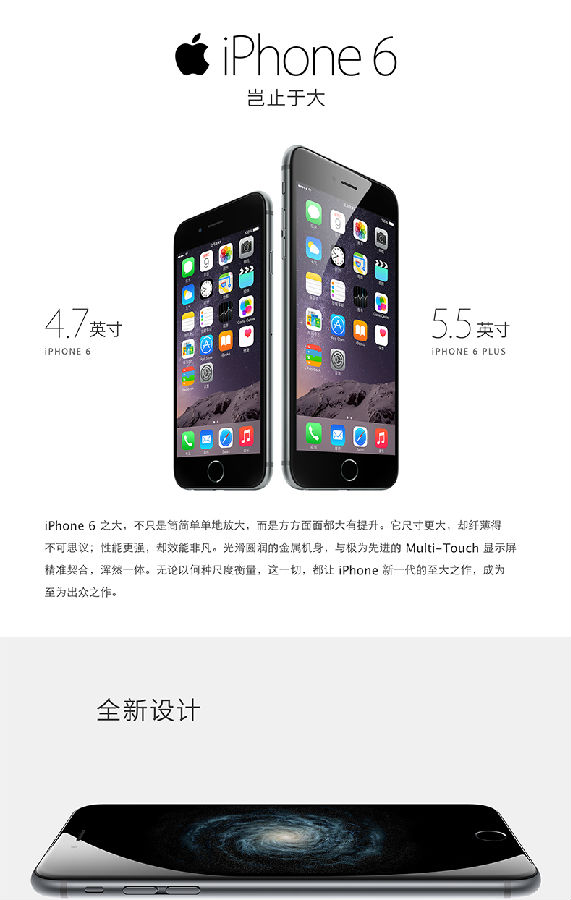 iPhone 6
岂止于大
4.7英寸
iPHONE 6
5.5英寸
iPHONE 6 PLUS
iPhone 6 之大，不只是简简单单地放大，而是方方面面都大有提升。它尺寸更大，却纤薄得
不可思议；性能更强，却效能非凡。光滑圆润的金属机身，与极为先进的 Multi-Touch 显示屏
精准契合，浑然一体。无论以何种尺度衡量，这一切，都让 iPhone 新一代的至大之作，成为
至为出众之作。
全新设计